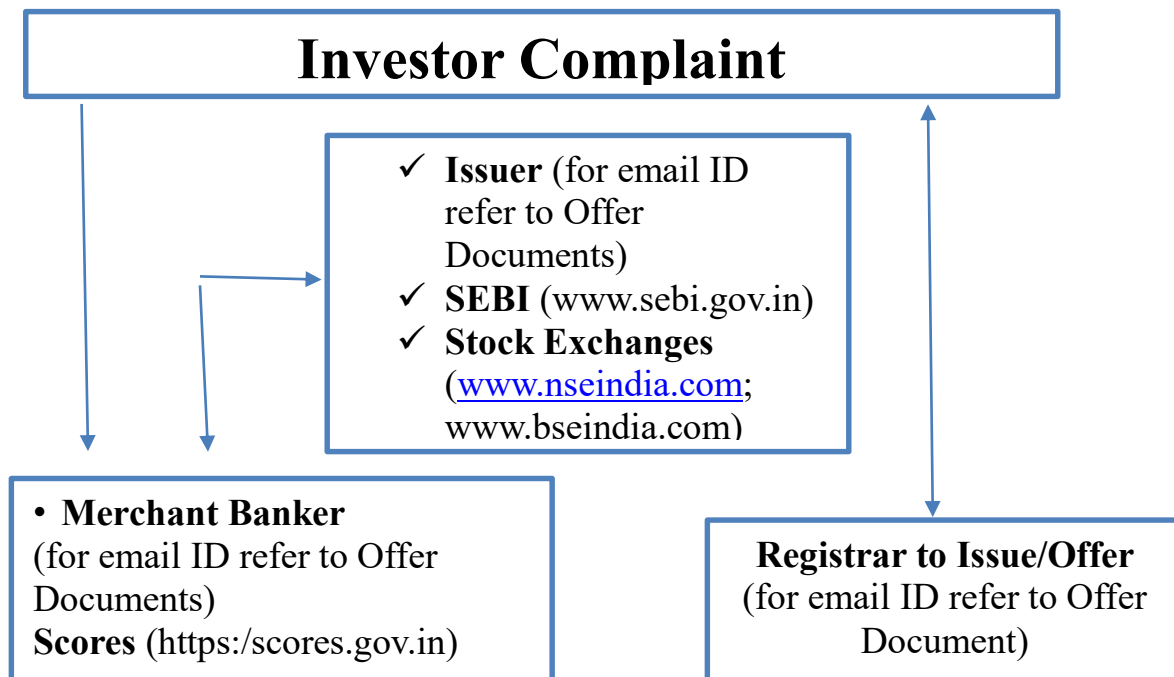 Investor Complaint
✓ Issuer (for email ID
refer to Offer
Documents)
✓ SEBI (www.sebi.gov.in)
✓ Stock Exchanges
(www.nseindia.com;
www.bseindia.com)
• Merchant Banker
(for email ID refer to Offer
Documents)
Scores (https:/scores.gov.in)
Registrar to Issue/Offer
(for email ID refer to Offer
Document)